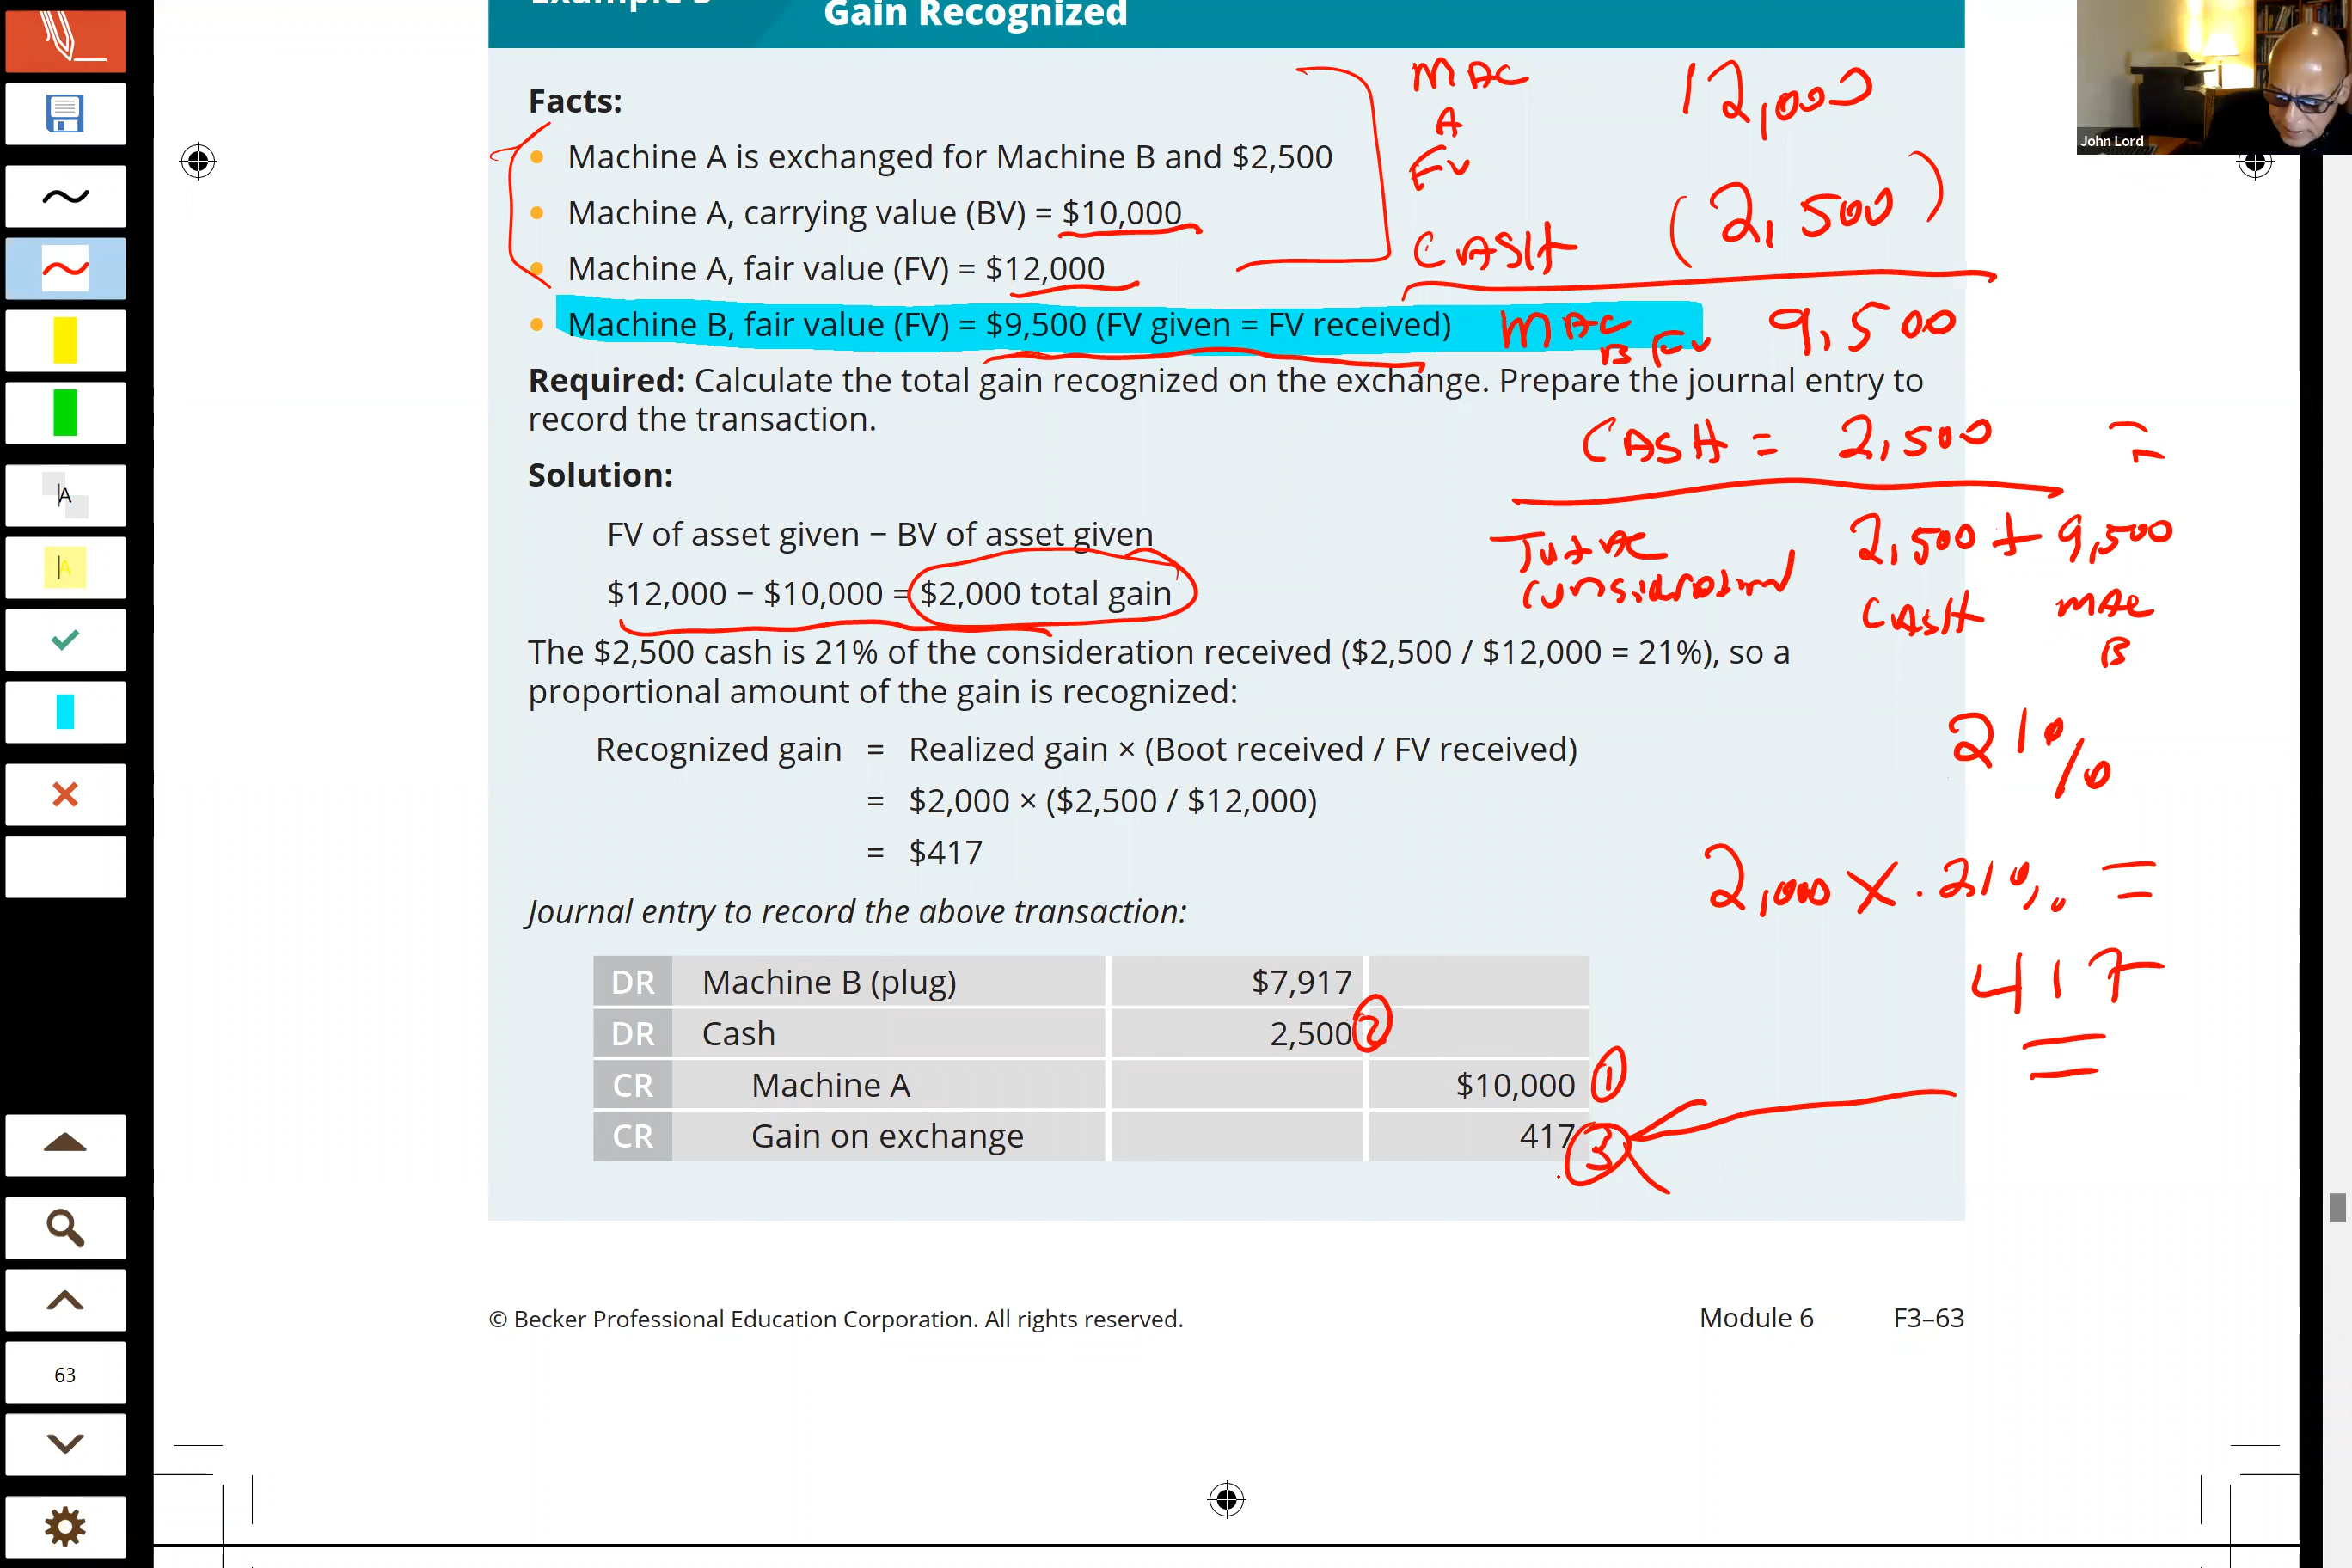 Gain Recognized
John Lord
Facts:
MAC
A
FV
12,000
• Machine A is exchanged for Machine B and $2,500
• Machine A, carrying value (BV) = $10,000
CASH (2,500)
• Machine A, fair value (FV) = $12,000
• Machine B, fair value (FV) = $9,500 (FV given = FV received)
MAC B FV 9,500
Required: Calculate the total gain recognized on the exchange. Prepare the journal entry to
record the transaction.
CASH = 2,500 =
Solution:
FV of asset given − BV of asset given
Total 2,500 + 9,500
consideration CASH MAC
B
$12,000 − $10,000 = $2,000 total gain
The $2,500 cash is 21% of the consideration received ($2,500 / $12,000 = 21%), so a
proportional amount of the gain is recognized:
21%
Recognized gain = Realized gain × (Boot received / FV received)
= $2,000 × ($2,500 / $12,000)
= $417
2,000 X .21% =
417
Journal entry to record the above transaction:
DR Machine B (plug) $7,917
DR Cash 2,500 2
CR Machine A $10,000 1
CR Gain on exchange 417 3
© Becker Professional Education Corporation. All rights reserved. Module 6 F3–63
A
A
63